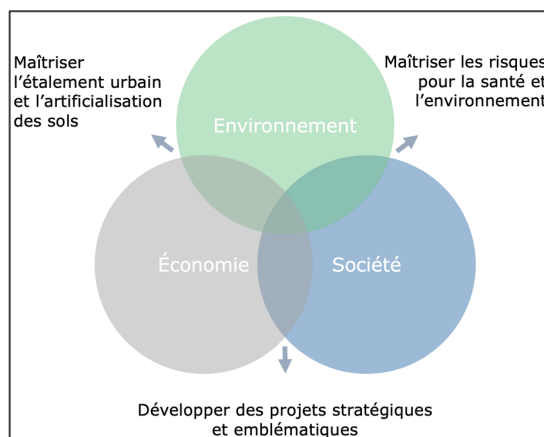 Maîtriser
l'étalement urbain
et l'artificialisation
des sols
Maîtriser les risques
pour la santé et
l'environnement
Environnement
Économie
Société
Développer des projets stratégiques
et emblématiques